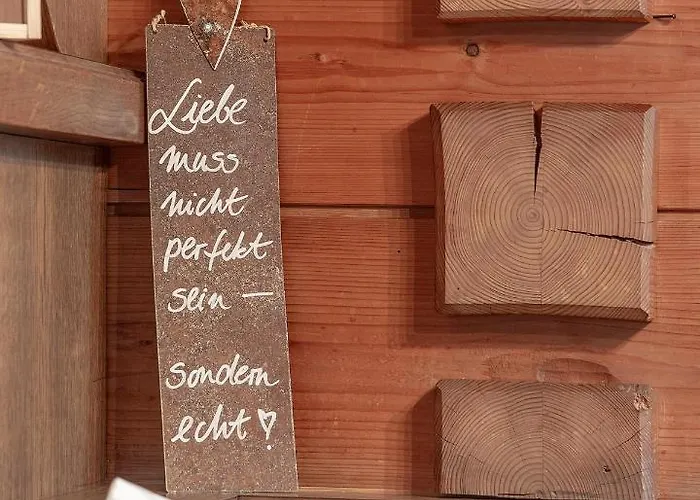 Liebe
muss
nicht
perfekt
sein –
sondern
echt!